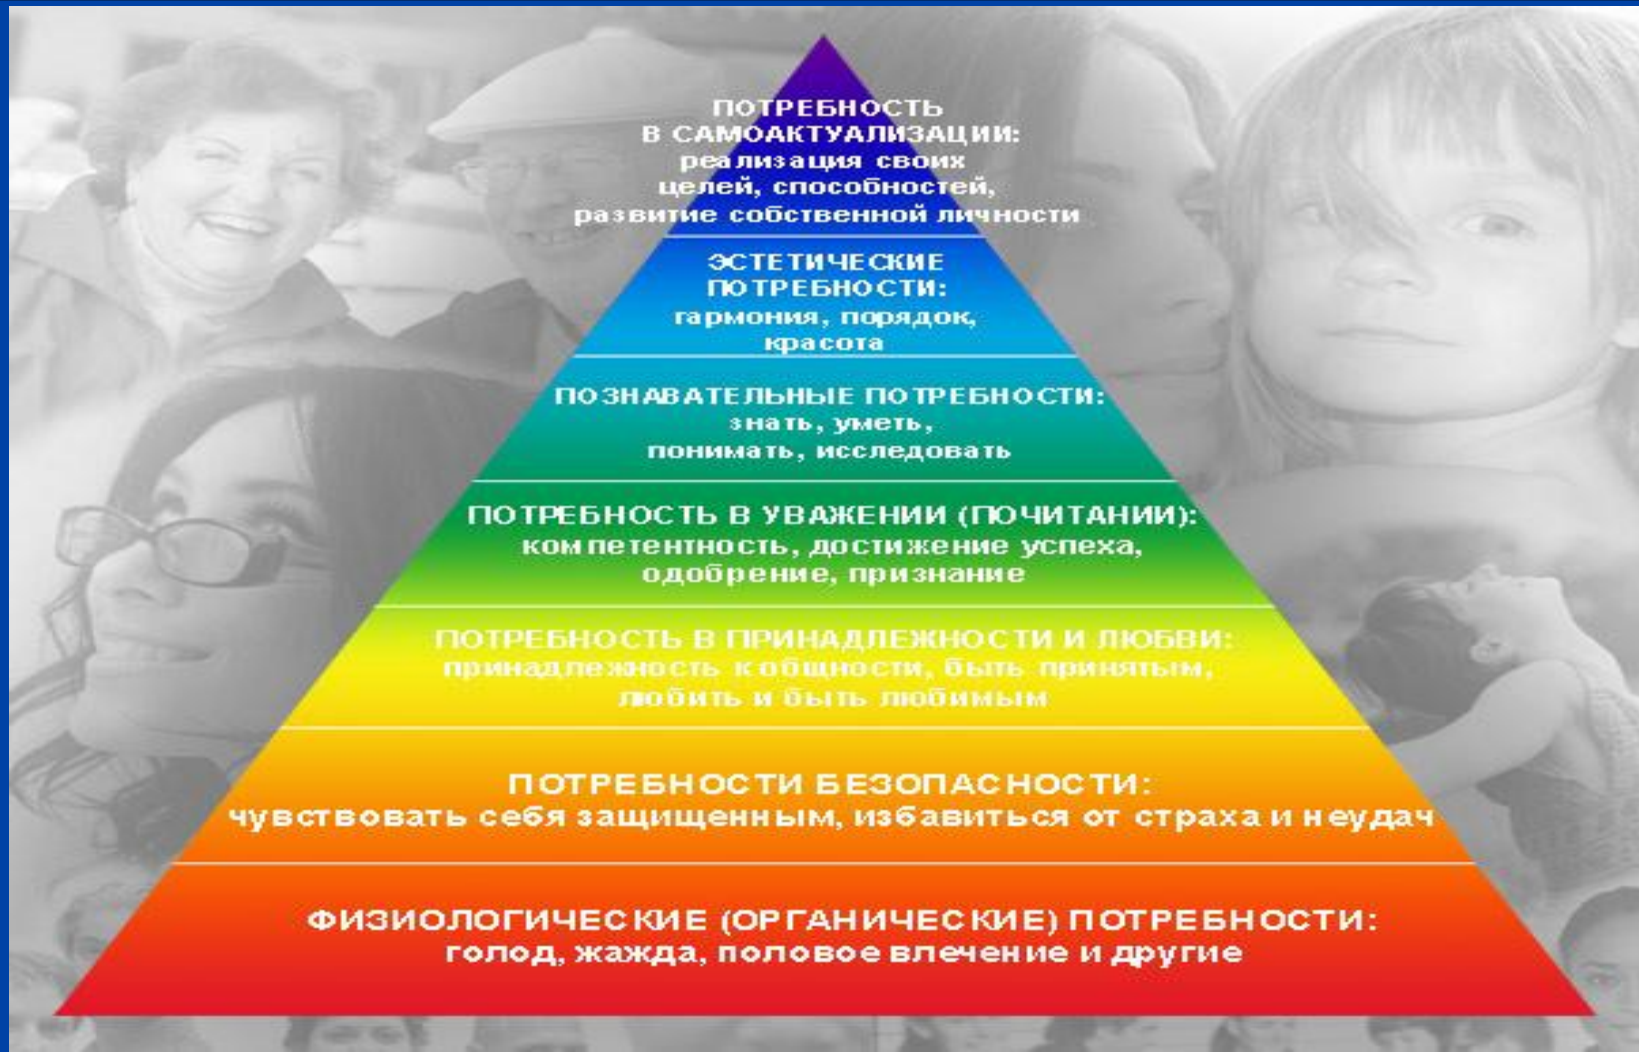 ПОТРЕБНОСТЬ
В САМОАКТУАЛИЗАЦИИ:
реализация своих
целей, способностей,
развитие собственной личности
ЭСТЕТИЧЕСКИЕ
ПОТРЕБНОСТИ:
гармония, порядок,
красота
ПОЗНАВАТЕЛЬНЫЕ ПОТРЕБНОСТИ:
знать, уметь,
понимать, исследовать
ПОТРЕБНОСТЬ В УВАЖЕНИИ (ПОЧИТАНИИ):
компетентность, достижение успеха,
одобрение, признание
ПОТРЕБНОСТЬ В ПРИНАДЛЕЖНОСТИ И ЛЮБВИ:
принадлежность к общности, быть принятым,
любить и быть любимым
ПОТРЕБНОСТИ БЕЗОПАСНОСТИ:
чувствовать себя защищенным, избавиться от страха и неудач
ФИЗИОЛОГИЧЕСКИЕ (ОРГАНИЧЕСКИЕ) ПОТРЕБНОСТИ:
голод, жажда, половое влечение и другие